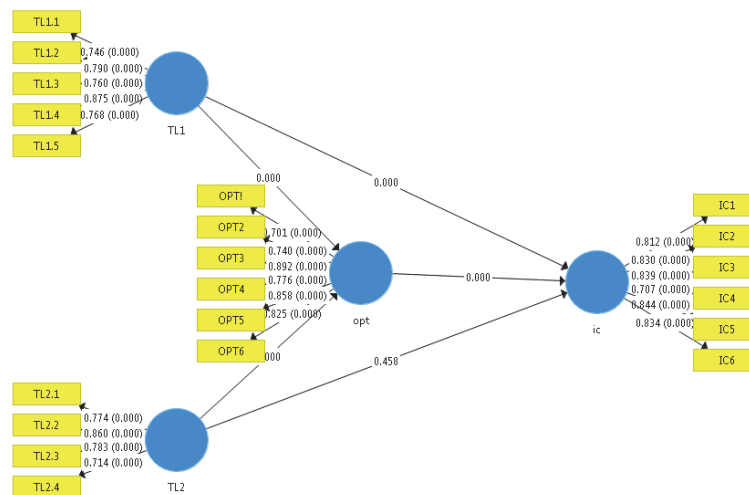 TL1.1
TL1.2
TL1.3
TL1.4
TL1.5
0.746 (0.000)
0.790 (0.000)
0.760 (0.000)
0.875 (0.000)
0.768 (0.000)
TL1
0.000
0.000
OPT!
OPT2
OPT3
OPT4
OPT5
OPT6
0.701 (0.000)
0.740 (0.000)
0.892 (0.000)
0.776 (0.000)
0.858 (0.000)
0.825 (0.000)
opt
0.000
0.458
IC1
IC2
IC3
IC4
IC5
IC6
0.812 (0.000)
0.830 (0.000)
0.839 (0.000)
0.707 (0.000)
0.844 (0.000)
0.834 (0.000)
ic
TL2.1
TL2.2
TL2.3
TL2.4
0.774 (0.000)
0.860 (0.000)
0.783 (0.000)
0.714 (0.000)
TL2